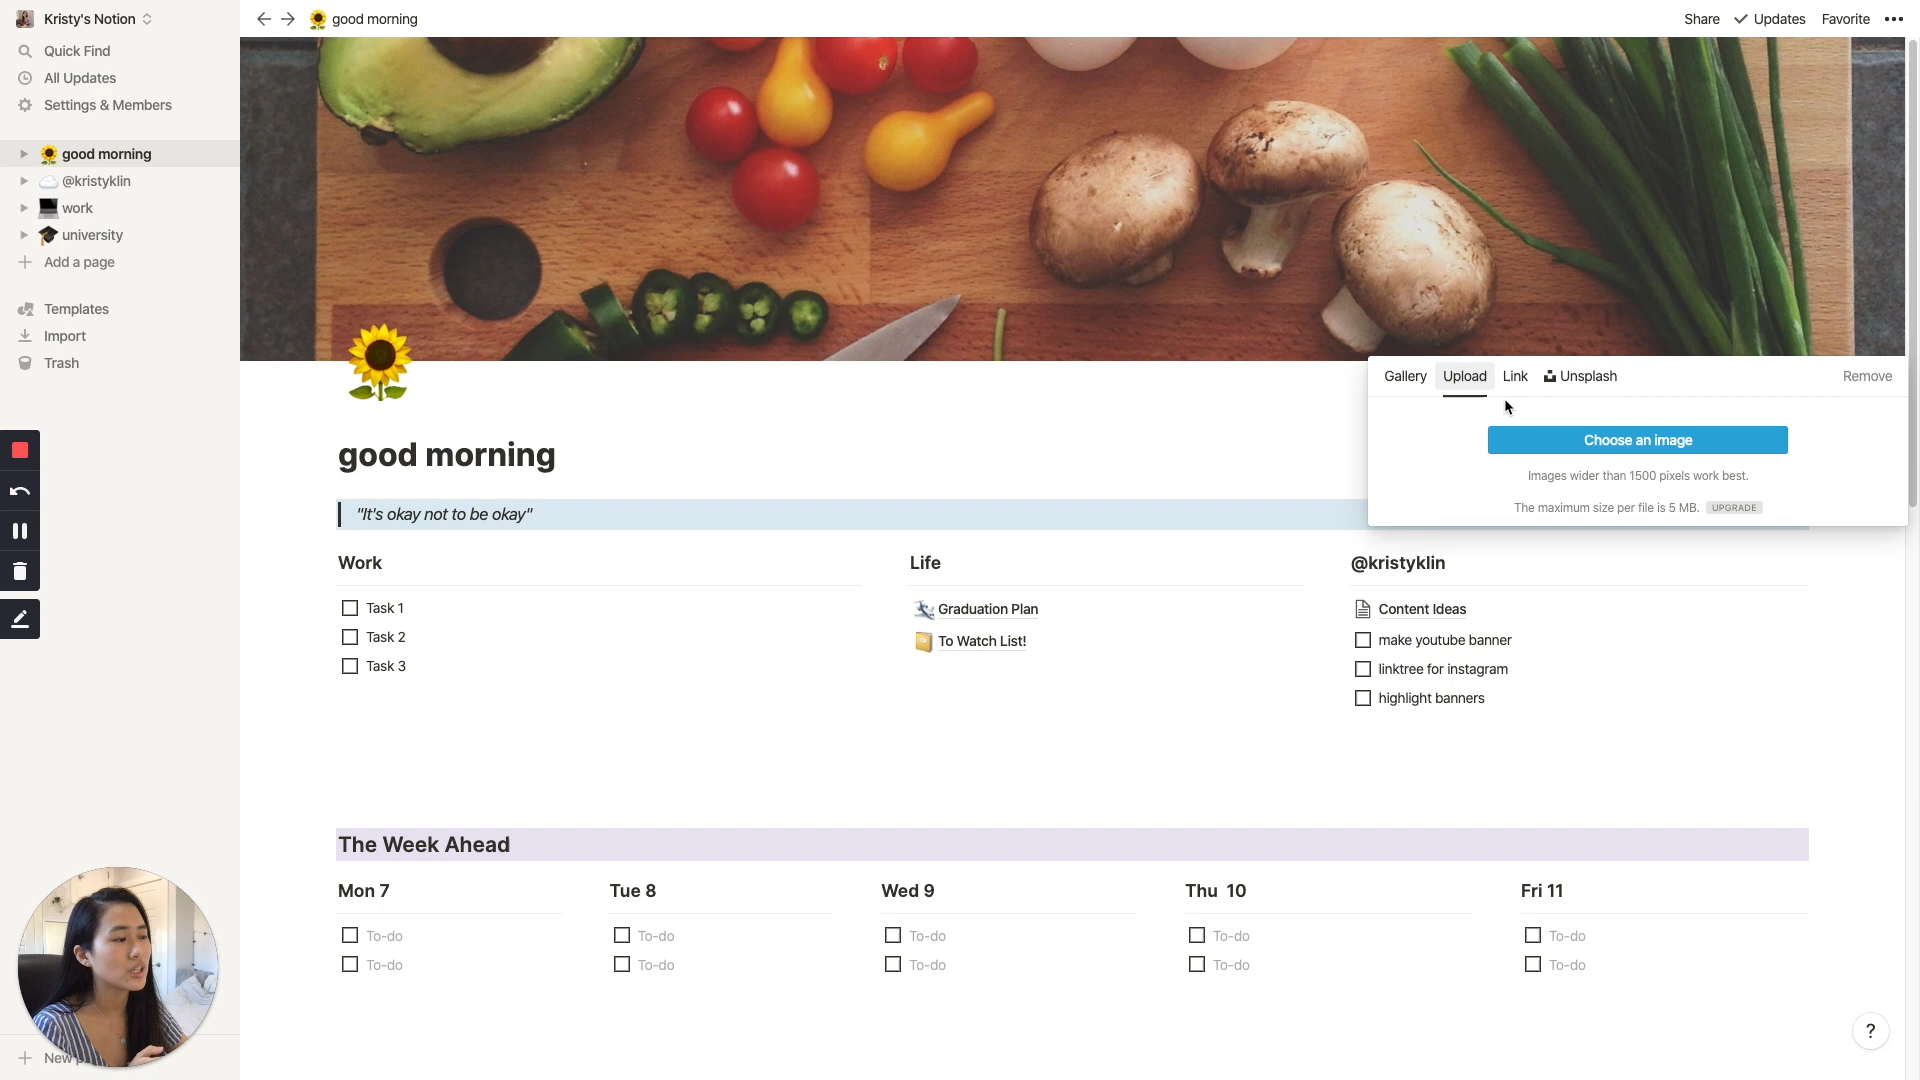 Kristy's Notion
Quick Find
All Updates
Settings & Members
good morning
@kristyklin
work
university
Add a page
Templates
Import
Trash
New
good morning
Share
Updates
Favorite
Gallery
Upload
Link
Unsplash
Remove
Choose an image
Images wider than 1500 pixels work best.
The maximum size per file is 5 MB. UPGRADE
good morning
"It's okay not to be okay"
Work
Task 1
Task 2
Task 3
Life
Graduation Plan
To Watch List!
@kristyklin
Content Ideas
make youtube banner
linktree for instagram
highlight banners
The Week Ahead
Mon 7
To-do
To-do
Tue 8
To-do
To-do
Wed 9
To-do
To-do
Thu 10
To-do
To-do
Fri 11
To-do
To-do
?